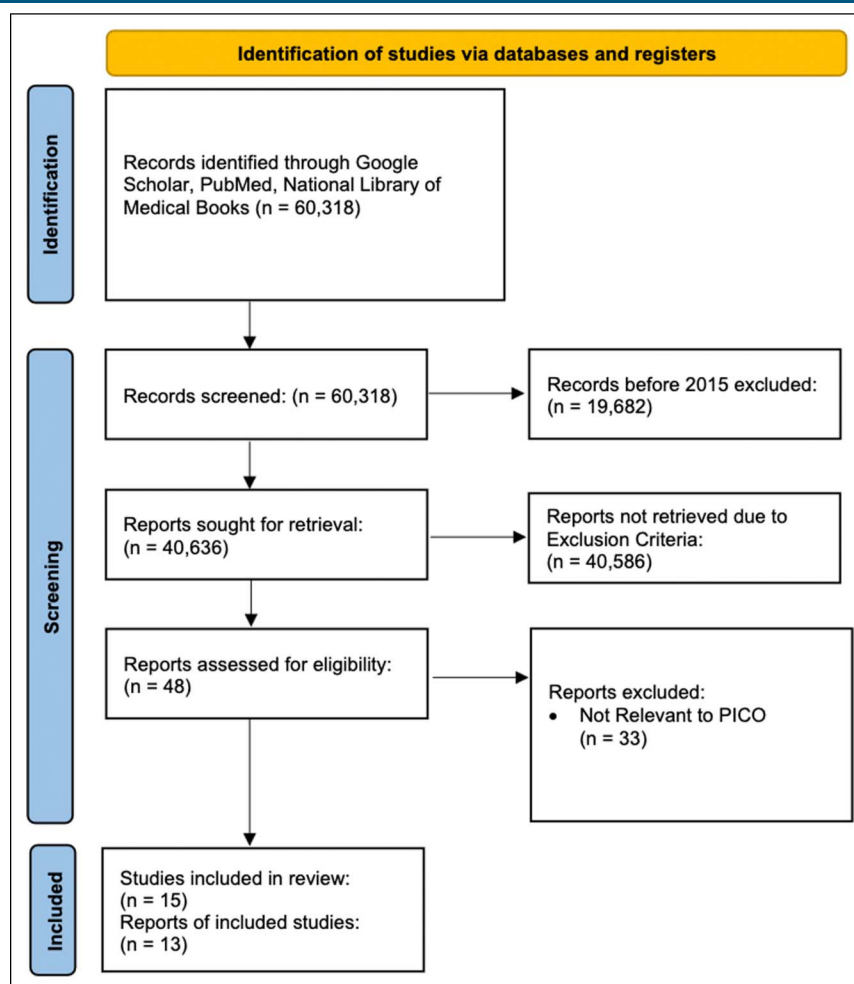 Identification of studies via databases and registers
Identification
Records identified through Google
Scholar, PubMed, National Library of
Medical Books (n = 60,318)
Screening
Records screened: (n = 60,318)
Records before 2015 excluded:
(n = 19,682)
Reports sought for retrieval:
(n = 40,636)
Reports not retrieved due to
Exclusion Criteria:
(n = 40,586)
Reports assessed for eligibility:
(n = 48)
Reports excluded:
• Not Relevant to PICO
(n = 33)
Included
Studies included in review:
(n = 15)
Reports of included studies:
(n = 13)